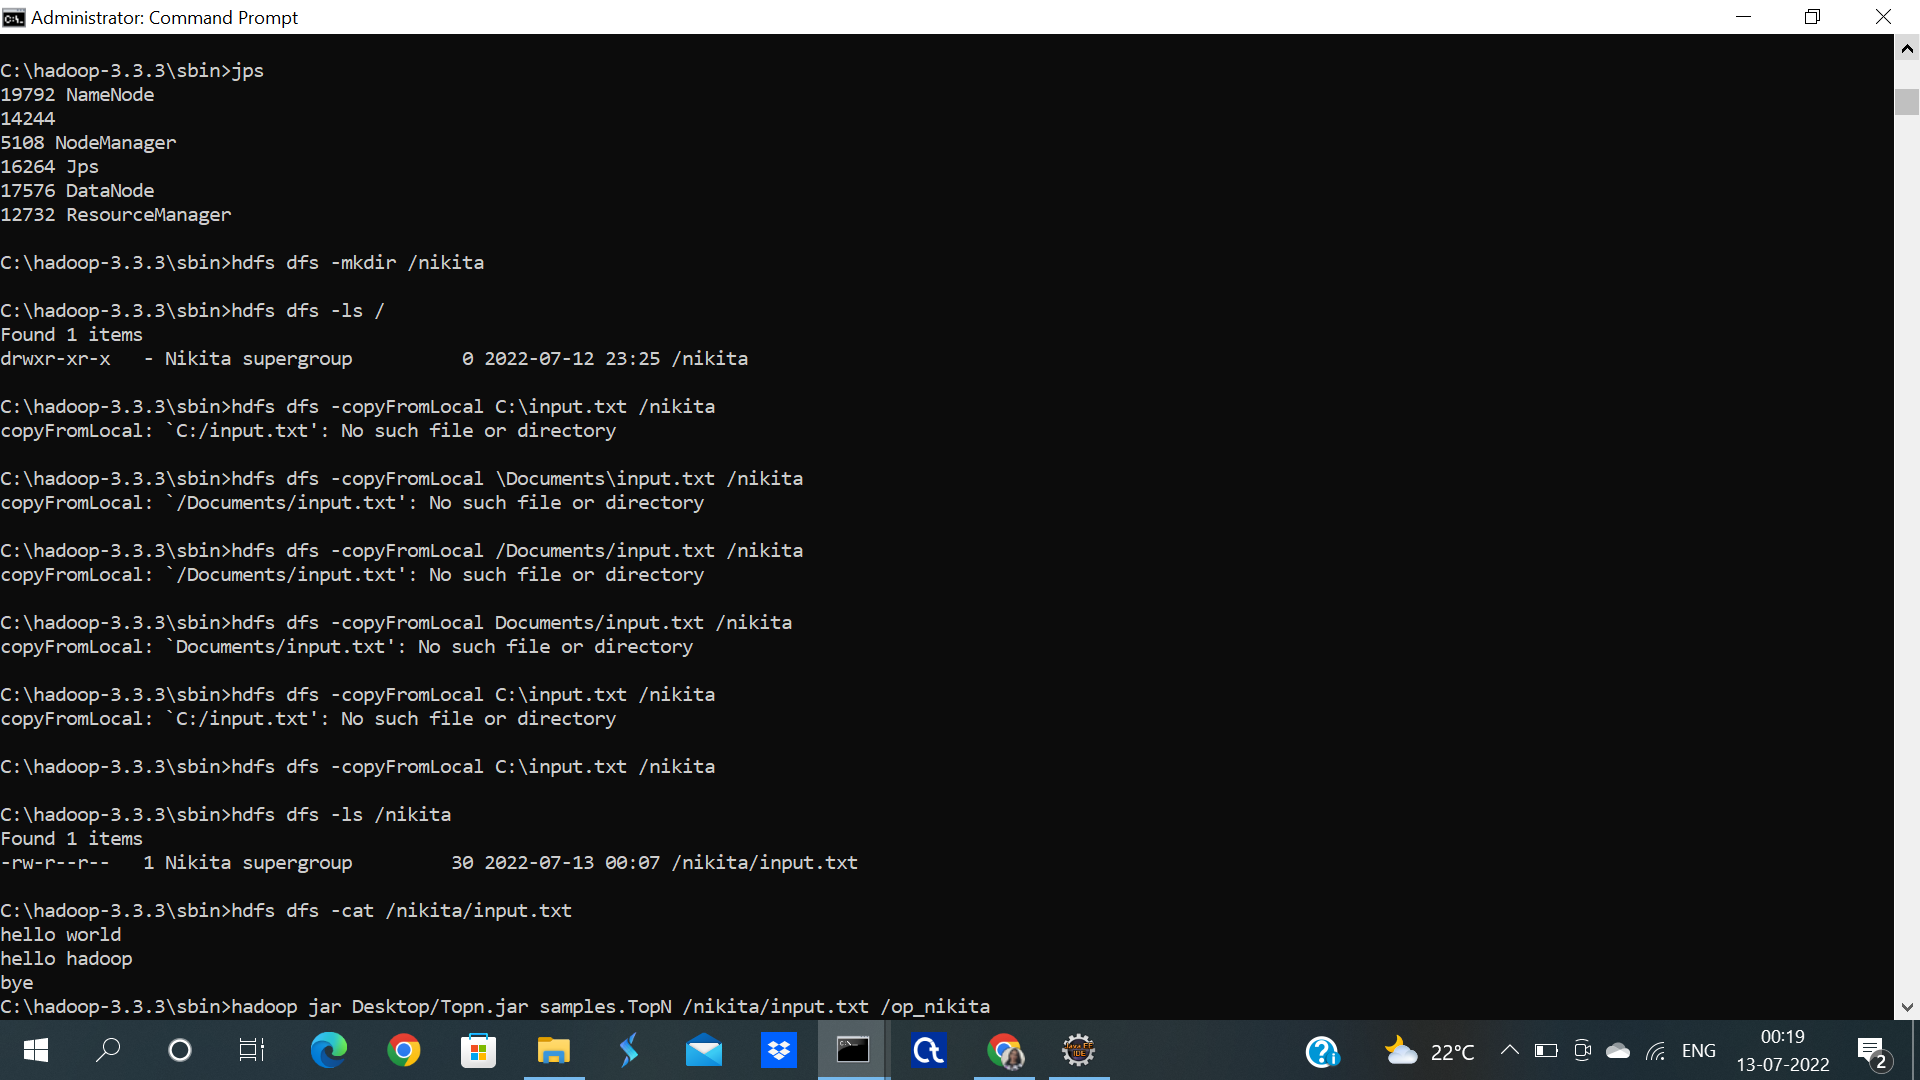 Administrator: Command Prompt
C:\hadoop-3.3.3\sbin>jps
19792 NameNode
14244
5108 NodeManager
16264 Jps
17576 DataNode
12732 ResourceManager
C:\hadoop-3.3.3\sbin>hdfs dfs -mkdir /nikita
C:\hadoop-3.3.3\sbin>hdfs dfs -ls /
Found 1 items
drwxr-xr-x   - Nikita supergroup          0 2022-07-12 23:25 /nikita
C:\hadoop-3.3.3\sbin>hdfs dfs -copyFromLocal C:\input.txt /nikita
copyFromLocal: `C:/input.txt': No such file or directory
C:\hadoop-3.3.3\sbin>hdfs dfs -copyFromLocal \Documents\input.txt /nikita
copyFromLocal: `/Documents/input.txt': No such file or directory
C:\hadoop-3.3.3\sbin>hdfs dfs -copyFromLocal /Documents/input.txt /nikita
copyFromLocal: `/Documents/input.txt': No such file or directory
C:\hadoop-3.3.3\sbin>hdfs dfs -copyFromLocal Documents/input.txt /nikita
copyFromLocal: `Documents/input.txt': No such file or directory
C:\hadoop-3.3.3\sbin>hdfs dfs -copyFromLocal C:\input.txt /nikita
copyFromLocal: `C:/input.txt': No such file or directory
C:\hadoop-3.3.3\sbin>hdfs dfs -copyFromLocal C:\input.txt /nikita
C:\hadoop-3.3.3\sbin>hdfs dfs -ls /nikita
Found 1 items
-rw-r--r--   1 Nikita supergroup         30 2022-07-13 00:07 /nikita/input.txt
C:\hadoop-3.3.3\sbin>hdfs dfs -cat /nikita/input.txt
hello world
hello hadoop
bye
C:\hadoop-3.3.3\sbin>hadoop jar Desktop/Topn.jar samples.TopN /nikita/input.txt /op_nikita
22°C
ENG
00:19
13-07-2022
2